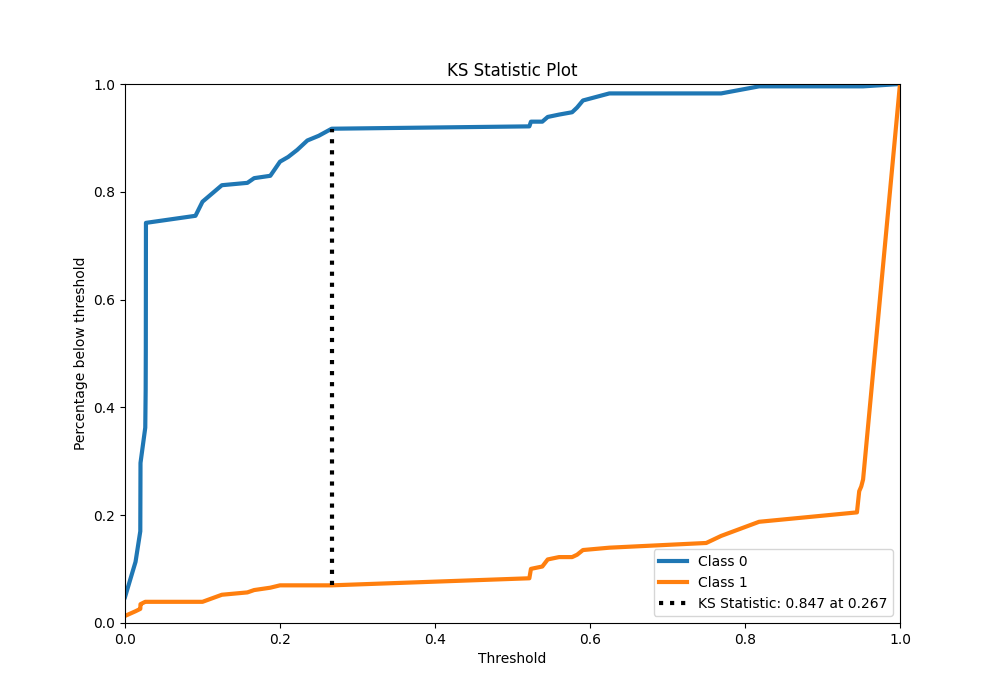 KS Statistic Plot
1.0
0.8
0.6
0.4
0.2
0.0
Percentage below threshold
0.0 0.2 0.4 0.6 0.8 1.0
Threshold
Class 0
Class 1
KS Statistic: 0.847 at 0.267